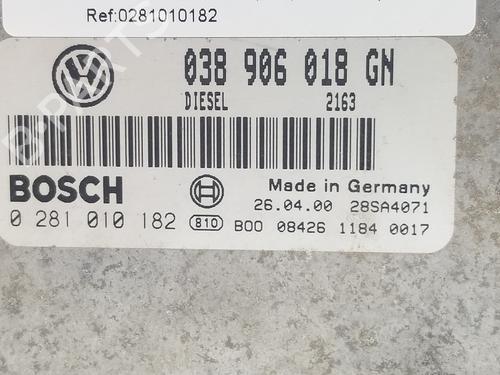 Ref:0281010182
038 906 018 GN
DIESEL 2163
BOSCH
Made in Germany
26.04.00 28SA4071
0 281 010 182 810 B00 08426 1184 0017
B-PARTS